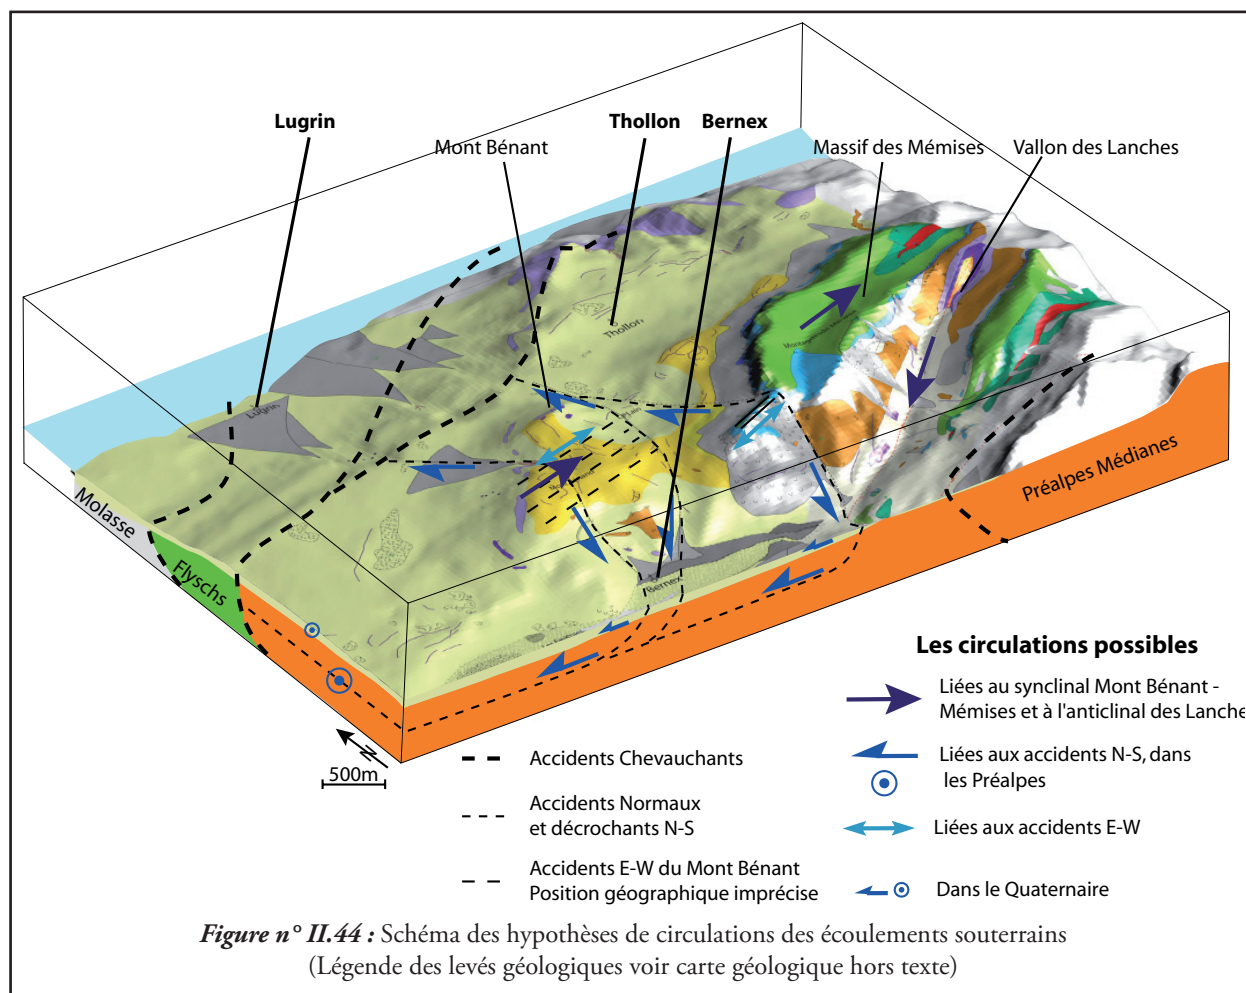 Lugrin
Thollon
Bernex
Mont Bénant
Massif des Mémises
Vallon des Lanches
Thollon
Lugrin
Bernex
Molasse
Flyschs
Préalpes Médianes
N
500m
Les circulations possibles
Liées au synclinal Mont Bénant -
Mémises et à l'anticlinal des Lanche
Liées aux accidents N-S, dans
les Préalpes
Liées aux accidents E-W
Dans le Quaternaire
Accidents Chevauchants
Accidents Normaux
et décrochants N-S
Accidents E-W du Mont Bénant
Position géographique imprécise
Figure n° II.44 : Schéma des hypothèses de circulations des écoulements souterrains
(Légende des levés géologiques voir carte géologique hors texte)